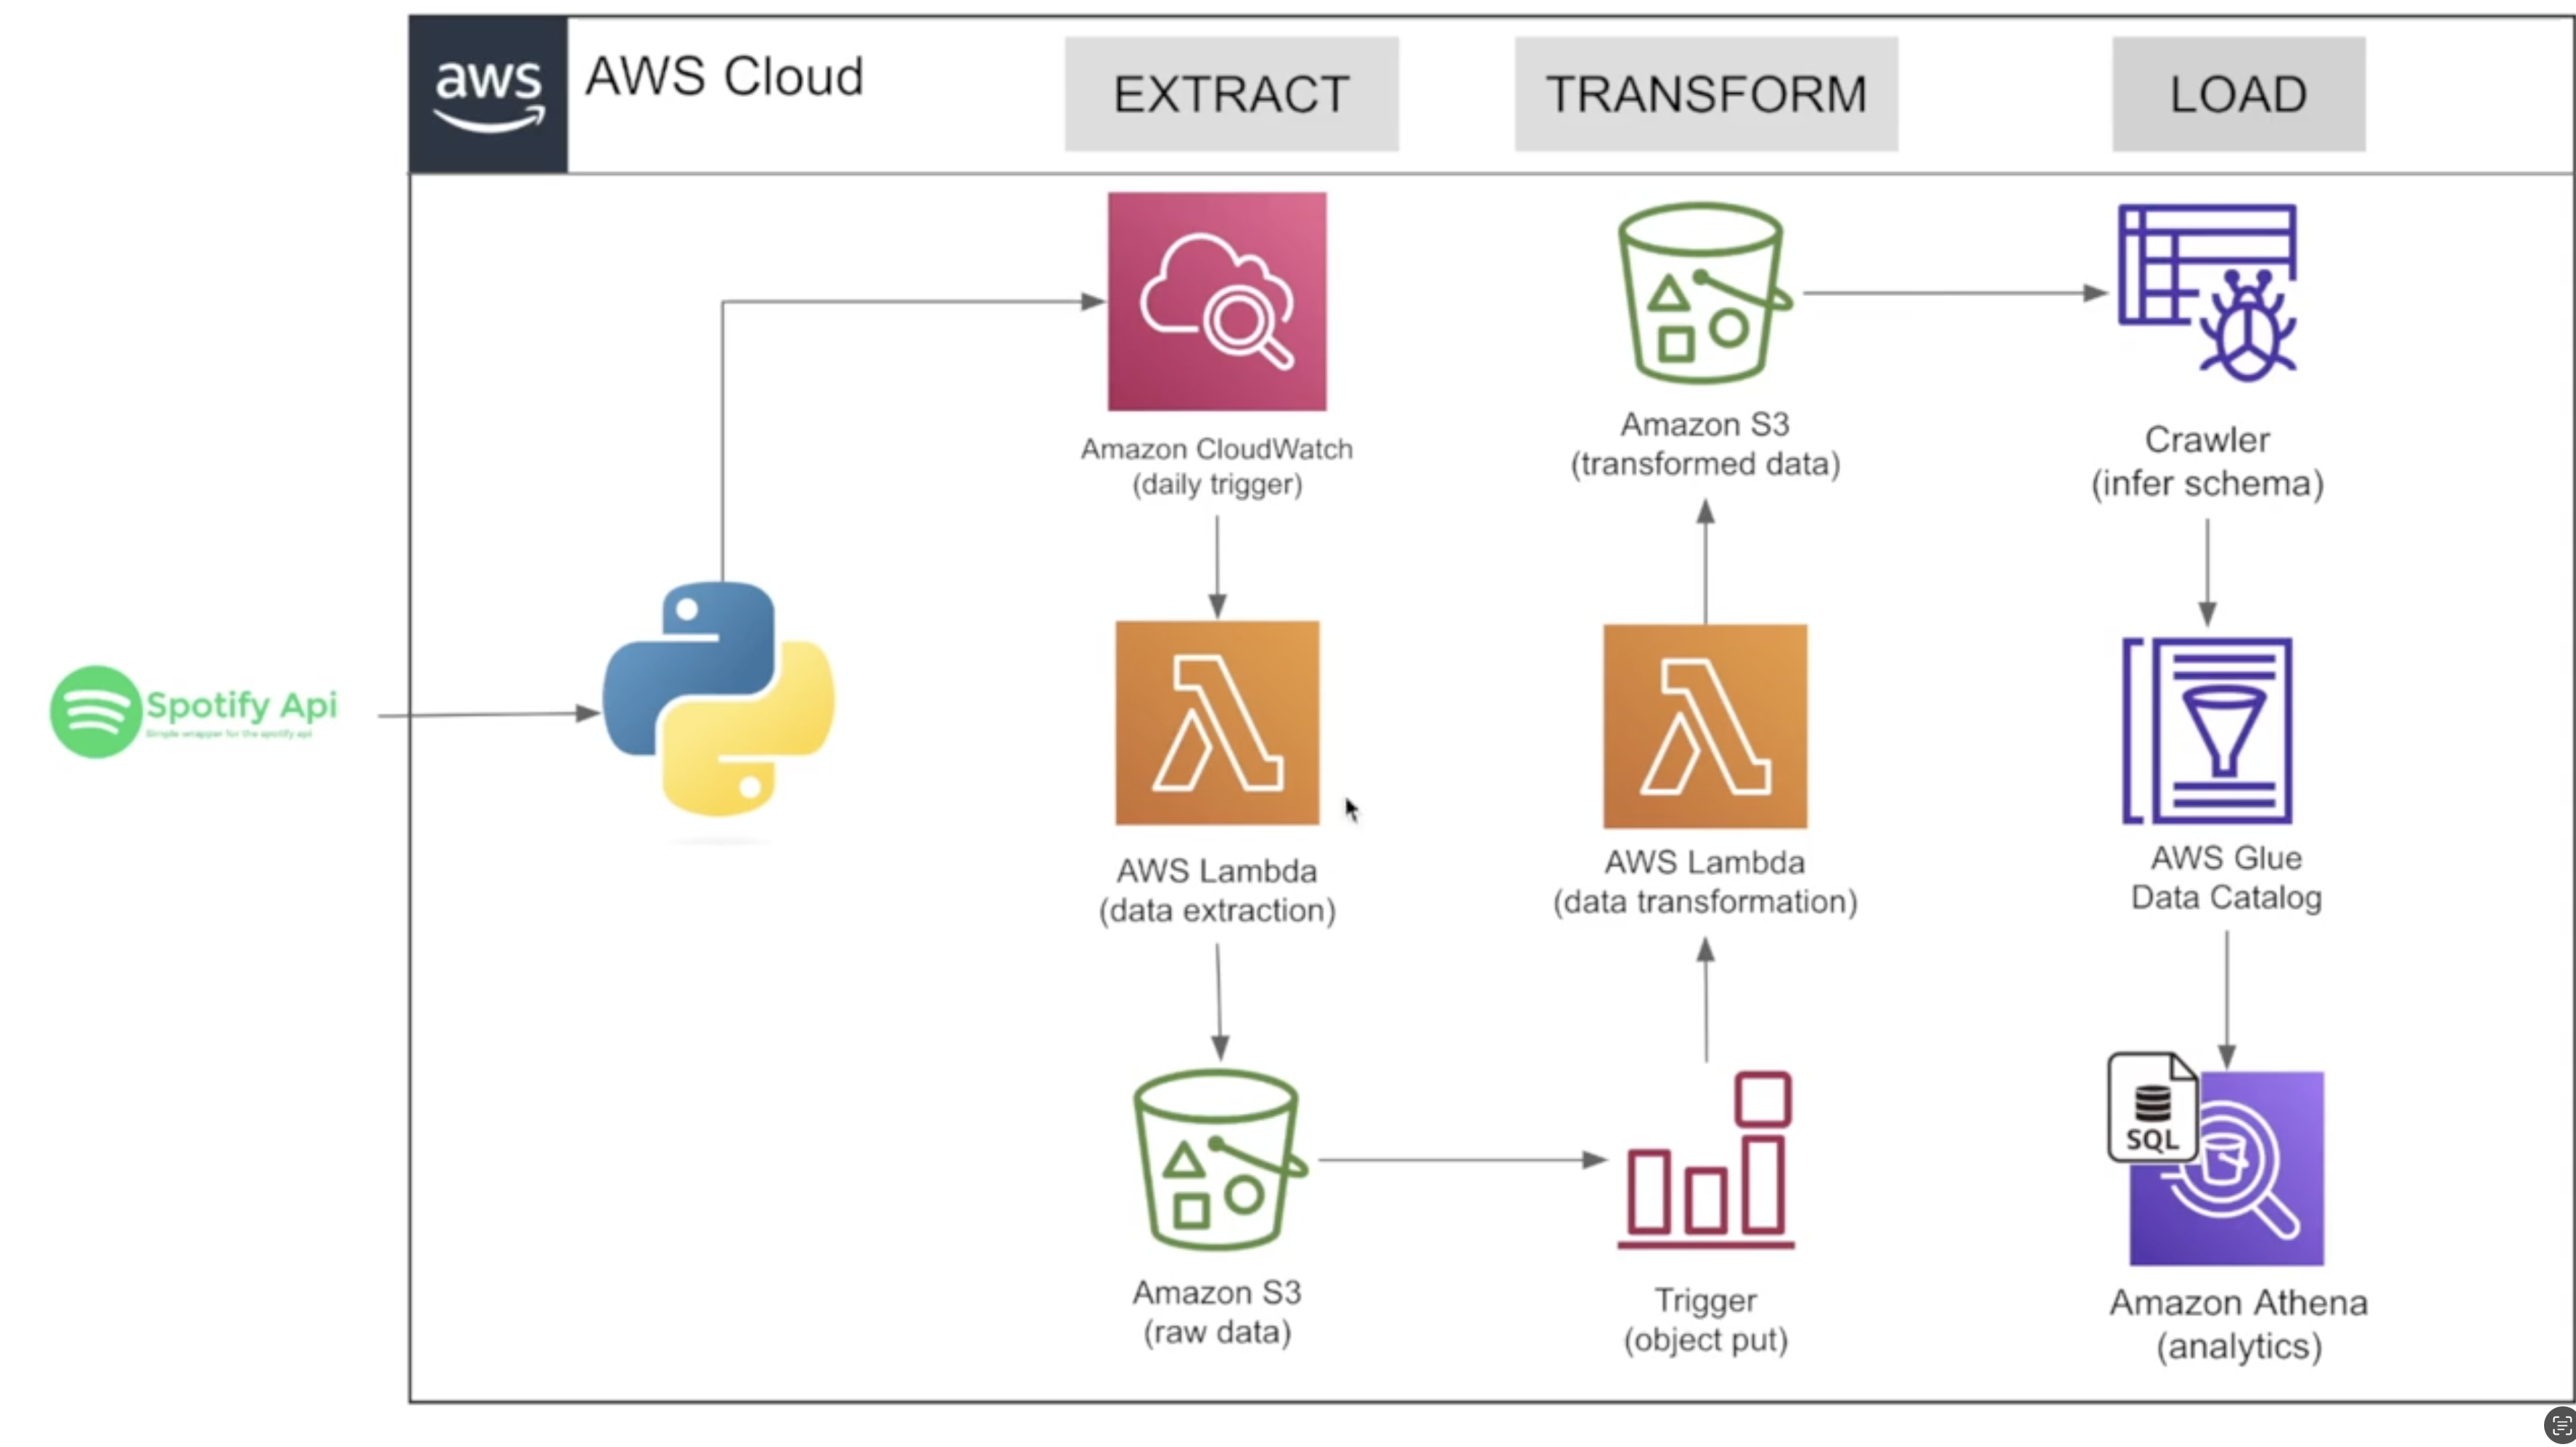 aws
AWS Cloud
EXTRACT
TRANSFORM
LOAD
Spotify Api
Simple wrapper for the spotify api
Amazon CloudWatch
(daily trigger)
AWS Lambda
(data extraction)
Amazon S3
(raw data)
Amazon S3
(transformed data)
AWS Lambda
(data transformation)
Trigger
(object put)
Crawler
(infer schema)
AWS Glue
Data Catalog
SQL
Amazon Athena
(analytics)